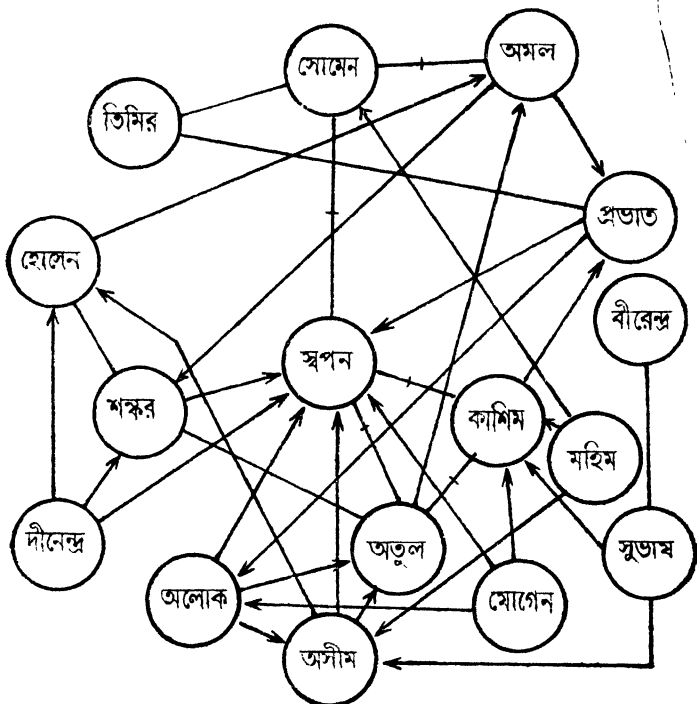 সোমেন
অমল
তিমির
প্রভাত
হোসেন
বীরেন্দ্র
স্বপন
শঙ্কর
কাশিম
মহিম
দীনেন্দ্র
অতুল
সুভাষ
অলোক
যোগেন
অসীম